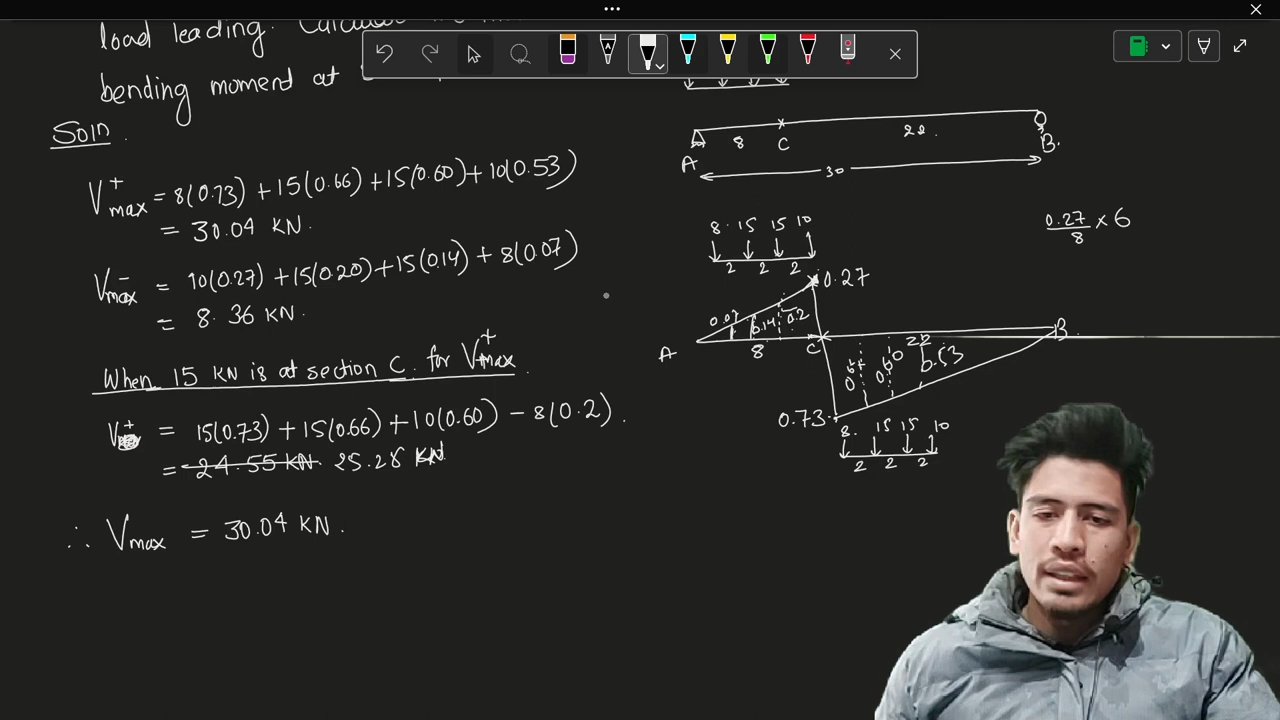 load leading. Calculate
bending moment at
Soln.
V⁺max = 8(0.73) + 15(0.66) + 15(0.60) + 10(0.53)
= 30.04 KN.
V⁻max = 10(0.27) + 15(0.20) + 15(0.14) + 8(0.07)
= 8.36 KN.
When 15 KN is at section C. for V⁺max
V⁺ = 15(0.73) + 15(0.66) + 10(0.60) - 8(0.2).
= 24.55 KN. 25.28 KN
∴ Vmax = 30.04 KN.
8 C 22.
A B.
30
8. 15 15 10
2 2 2
0.27/8 × 6
0.27
0.07 0.14 0.2
A 8 C 22 B
0.60 0.53
0.73
8. 15 15 10
2 2 2